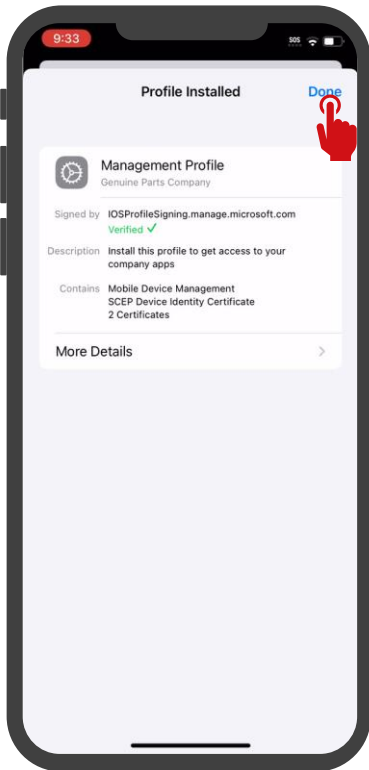 9:33
SOS
Profile Installed
Done
Management Profile
Genuine Parts Company
Signed by IOSProfileSigning.manage.microsoft.com
Verified ✓
Description Install this profile to get access to your
company apps
Contains Mobile Device Management
SCEP Device Identity Certificate
2 Certificates
More Details